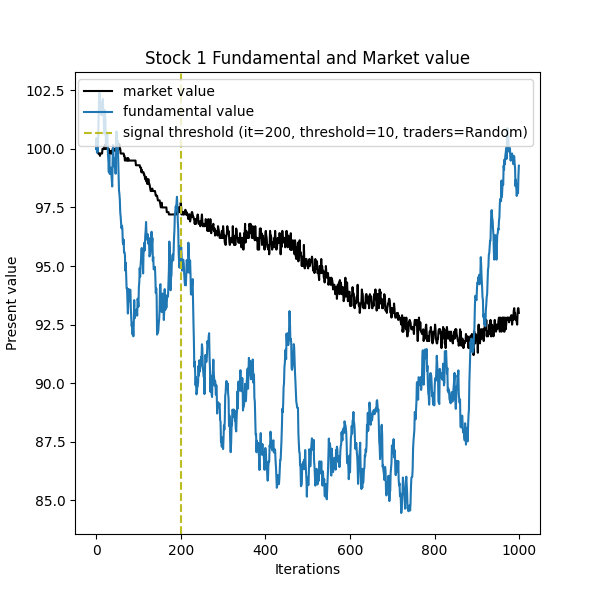 Stock 1 Fundamental and Market value
102.5
100.0
97.5
95.0
92.5
90.0
87.5
85.0
Present value
market value
fundamental value
signal threshold (it=200, threshold=10, traders=Random)
0 200 400 600 800 1000
Iterations